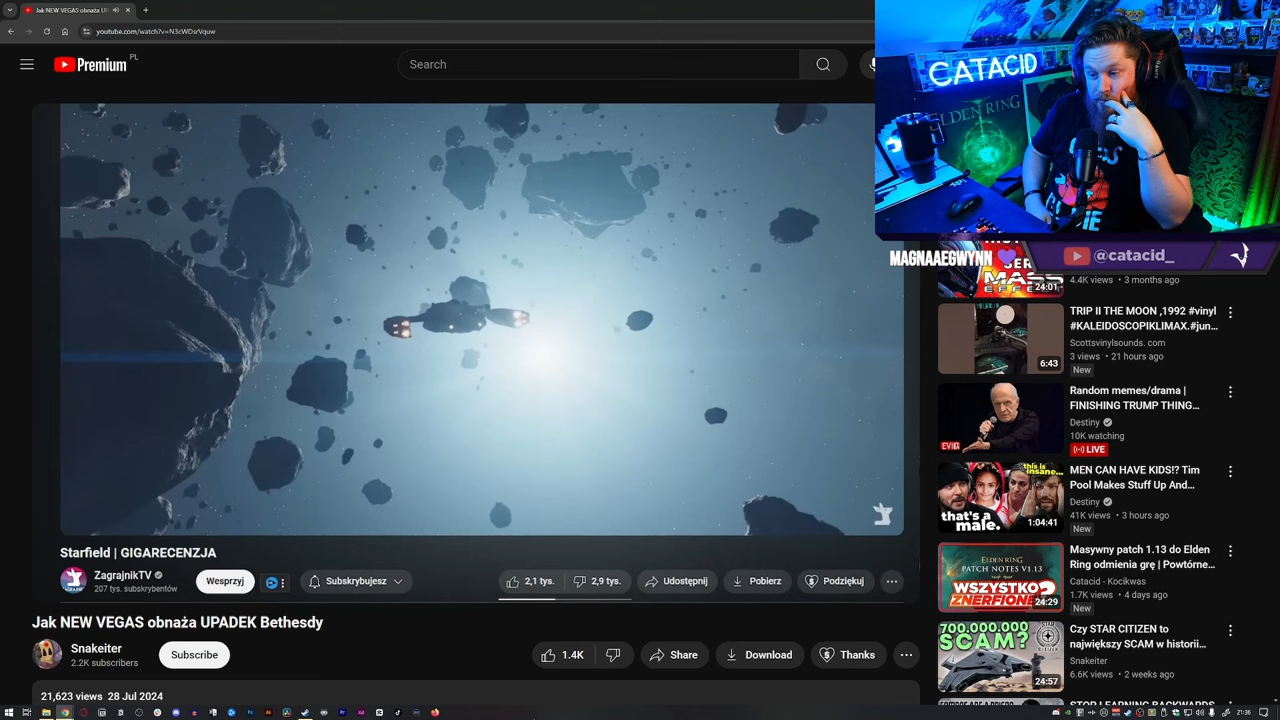 Jak NEW VEGAS obnaża UP
youtube.com/watch?v=N3cWDsrVquw
Premium PL
Search
CATACID
ELDEN RING
MAGNAAEGWYNN
@catacid_
MASS
24:01
4.4K views • 3 months ago
TRIP II THE MOON ,1992 #vinyl
#KALEIDOSCOPIKLIMAX.#jun...
Scottsvinylsounds. com
3 views • 21 hours ago
New
6:43
Random memes/drama |
FINISHING TRUMP THING...
Destiny
10K watching
LIVE
EVIL
MEN CAN HAVE KIDS!? Tim
Pool Makes Stuff Up And...
Destiny
41K views • 3 hours ago
New
this is
insane...
that's a
male.
1:04:41
Masywny patch 1.13 do Elden
Ring odmienia grę | Powtórne...
Catacid - Kocikwas
1.7K views • 4 days ago
New
ELDEN RING
PATCH NOTES V1.13
WSZYSTKO
ZNERFIONE?
24:29
Czy STAR CITIZEN to
największy SCAM w historii...
Snakeiter
6.6K views • 2 weeks ago
700.000.000
SCAM?
24:57
Starfield | GIGARECENZJA
ZagrajnikTV
207 tys. subskrybentów
Wesprzyj
Subskrybujesz
2,1 tys.
2,9 tys.
Udostępnij
Pobierz
Podziękuj
Jak NEW VEGAS obnaża UPADEK Bethesdy
Snakeiter
2.2K subscribers
Subscribe
1.4K
Share
Download
Thanks
21,623 views 28 Jul 2024
21:36